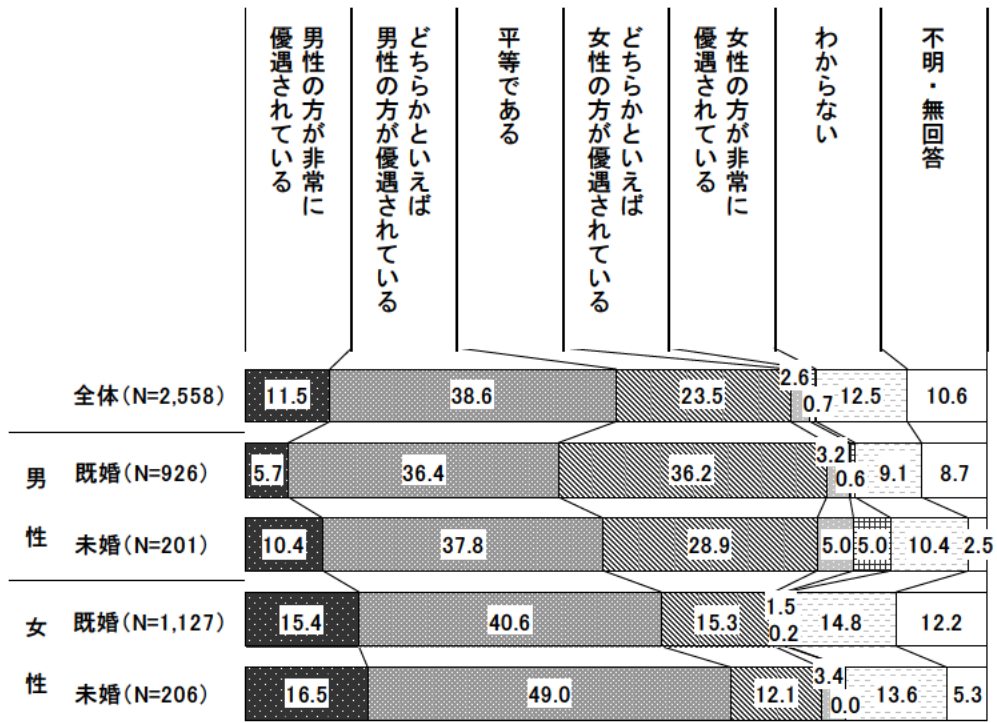 男性の方が非常に
優遇されている
どちらかといえば
男性の方が優遇されている
平等である
どちらかといえば
女性の方が優遇されている
女性の方が非常に
優遇されている
わからない
不明・無回答
全体(N=2,558)
11.5
38.6
23.5
2.6
0.7
12.5
10.6
男性
既婚(N=926)
5.7
36.4
36.2
3.2
0.6
9.1
8.7
未婚(N=201)
10.4
37.8
28.9
5.0
5.0
10.4
2.5
女性
既婚(N=1,127)
15.4
40.6
15.3
1.5
0.2
14.8
12.2
未婚(N=206)
16.5
49.0
12.1
3.4
0.0
13.6
5.3